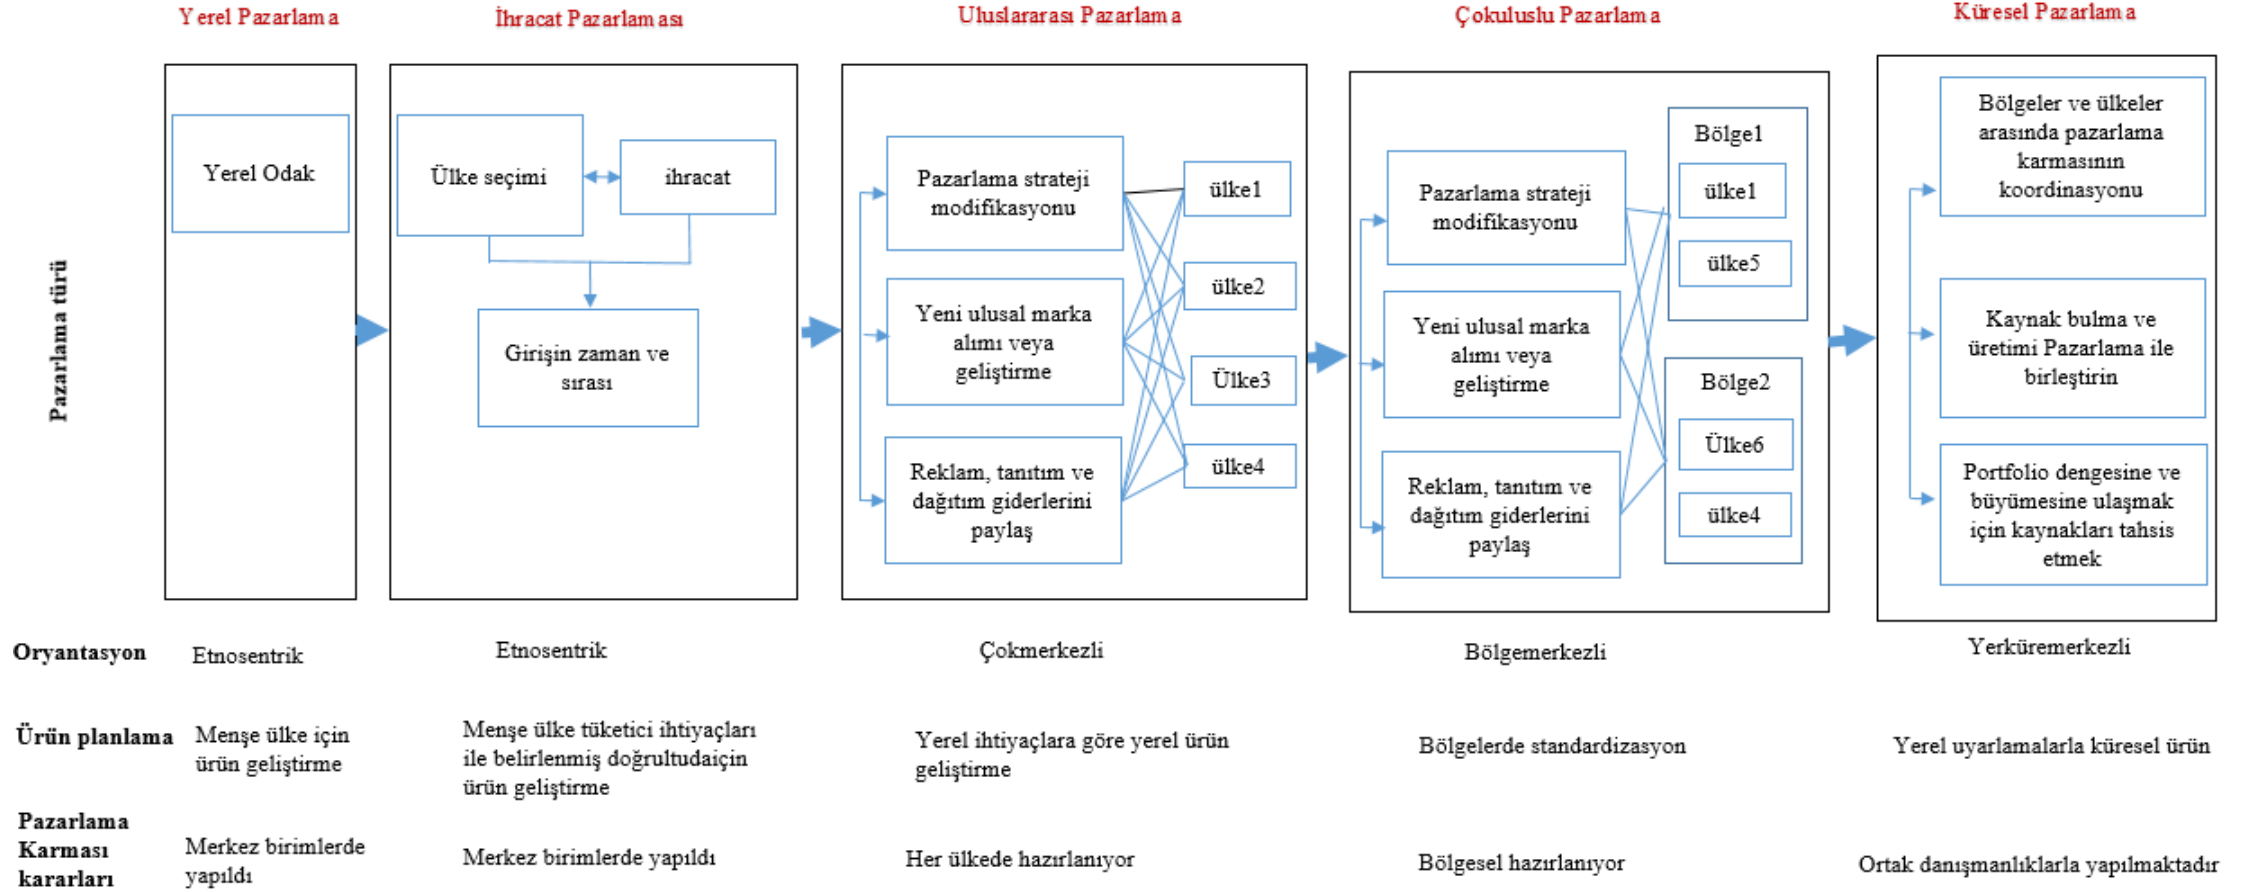 Yerel Pazarlama
İhracat Pazarlaması
Uluslararası Pazarlama
Çokuluslu Pazarlama
Küresel Pazarlama
Pazarlama türü
Yerel Odak
Ülke seçimi
ihracat
Girişin zaman ve
sırası
Pazarlama strateji
modifikasyonu
Yeni ulusal marka
alımı veya
geliştirme
Reklam, tanıtım ve
dağıtım giderlerini
paylaş
ülke1
ülke2
Ülke3
ülke4
Pazarlama strateji
modifikasyonu
Yeni ulusal marka
alımı veya
geliştirme
Reklam, tanıtım ve
dağıtım giderlerini
paylaş
Bölge1
ülke1
ülke5
Bölge2
Ülke6
ülke4
Bölgeler ve ülkeler
arasında pazarlama
karmasının
koordinasyonu
Kaynak bulma ve
üretimi Pazarlama ile
birleştirin
Portfolio dengesine ve
büyümesine ulaşmak
için kaynakları tahsis
etmek
Oryantasyon
Etnosentrik
Etnosentrik
Çokmerkezli
Bölgemerkezli
Yerküremerkezli
Ürün planlama
Menşe ülke için
ürün geliştirme
Menşe ülke tüketici ihtiyaçları
ile belirlenmiş doğrultudaiçin
ürün geliştirme
Yerel ihtiyaçlara göre yerel ürün
geliştirme
Bölgelerde standardizasyon
Yerel uyarlamalarla küresel ürün
Pazarlama
Karması
kararları
Merkez birimlerde
yapıldı
Merkez birimlerde yapıldı
Her ülkede hazırlanıyor
Bölgesel hazırlanıyor
Ortak danışmanlıklarla yapılmaktadır